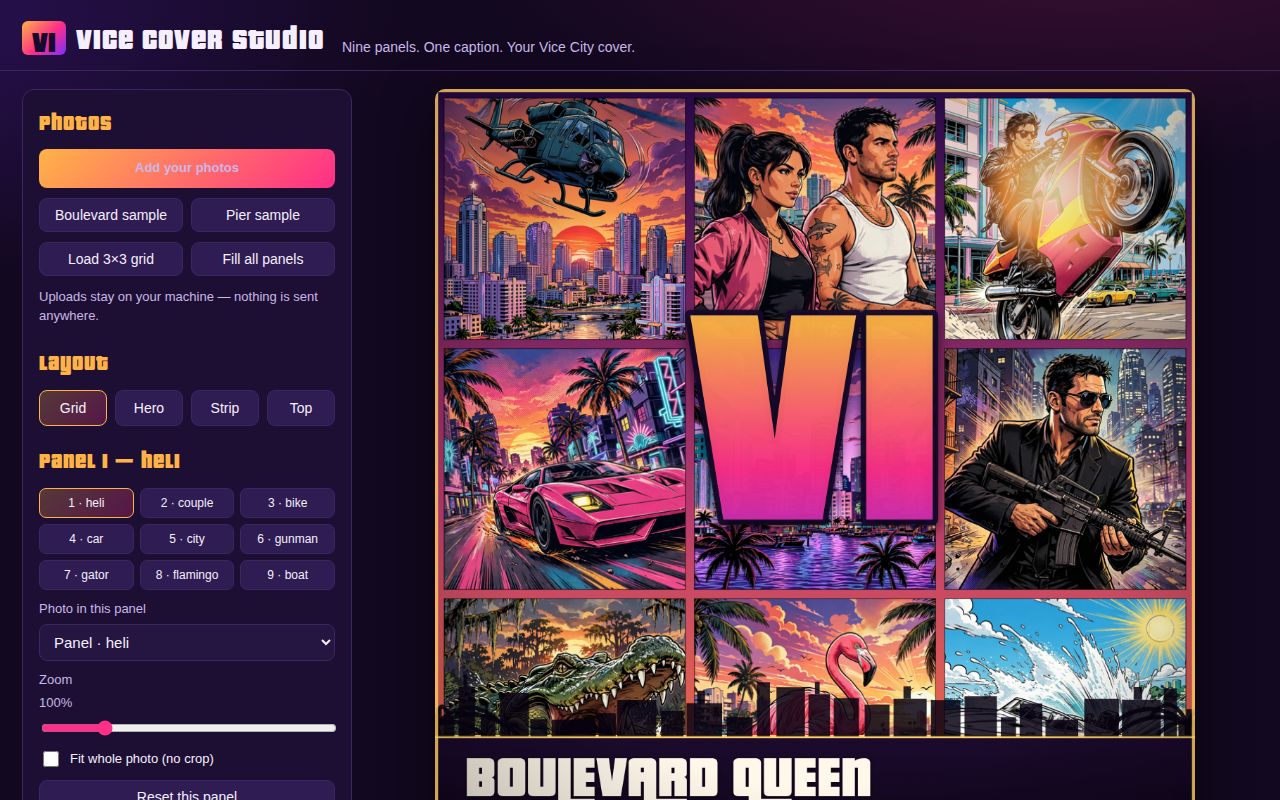 VI VICE COVER STUDIO Nine panels. One caption. Your Vice City cover.
PHOTOS
Add your photos
Boulevard sample Pier sample
Load 3×3 grid Fill all panels
Uploads stay on your machine — nothing is sent
anywhere.
LAYOUT
Grid Hero Strip Top
PANEL 1 — HELI
1 · heli 2 · couple 3 · bike
4 · car 5 · city 6 · gunman
7 · gator 8 · flamingo 9 · boat
Photo in this panel
Panel · heli
Zoom
100%
Fit whole photo (no crop)
Reset this panel
VI
BOULEVARD QUEEN